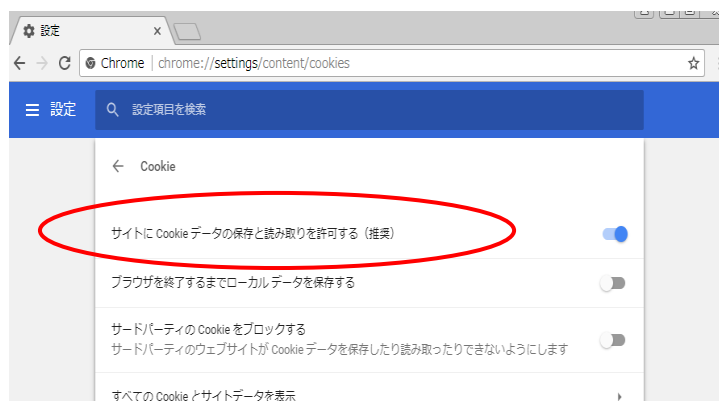 設定
Chrome | chrome://settings/content/cookies
設定
設定項目を検索
Cookie
サイトに Cookie データの保存と読み取りを許可する（推奨）
ブラウザを終了するまでローカル データを保存する
サードパーティの Cookie をブロックする
サードパーティのウェブサイトが Cookie データを保存したり読み取ったりできないようにします
すべての Cookie とサイトデータを表示